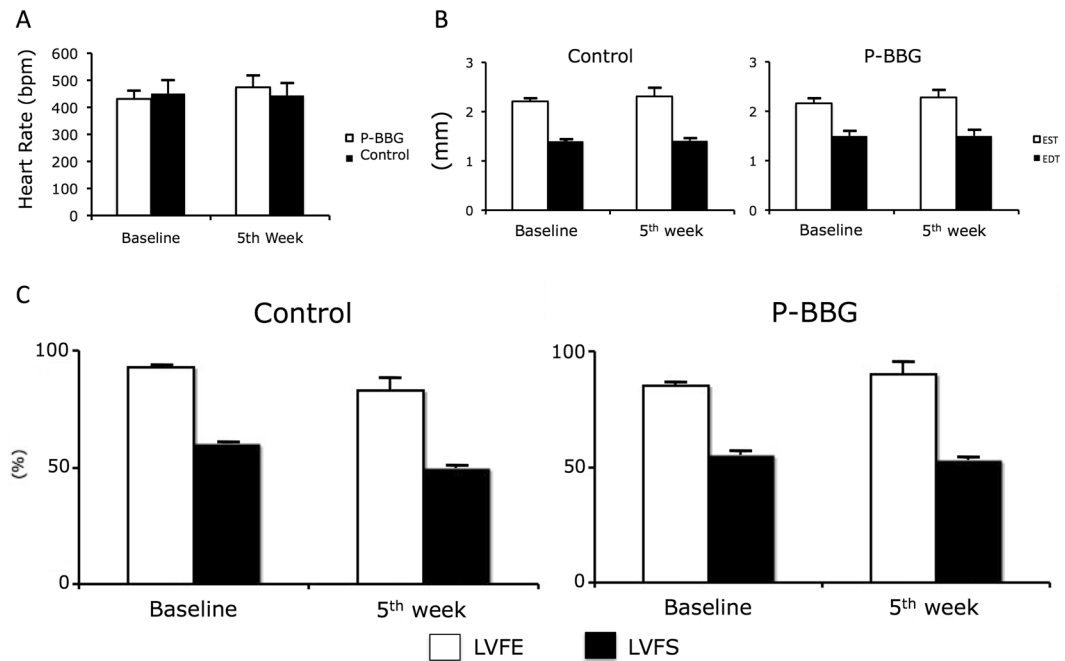 A
Heart Rate (bpm)
600
500
400
300
200
100
0
Baseline
5th Week
P-BBG
Control
B
Control
(mm)
3
2
1
0
Baseline
5th week
P-BBG
3
2
1
0
Baseline
5th week
EST
EDT
C
Control
(%)
100
50
0
Baseline
5th week
P-BBG
100
50
0
Baseline
5th week
LVFE
LVFS